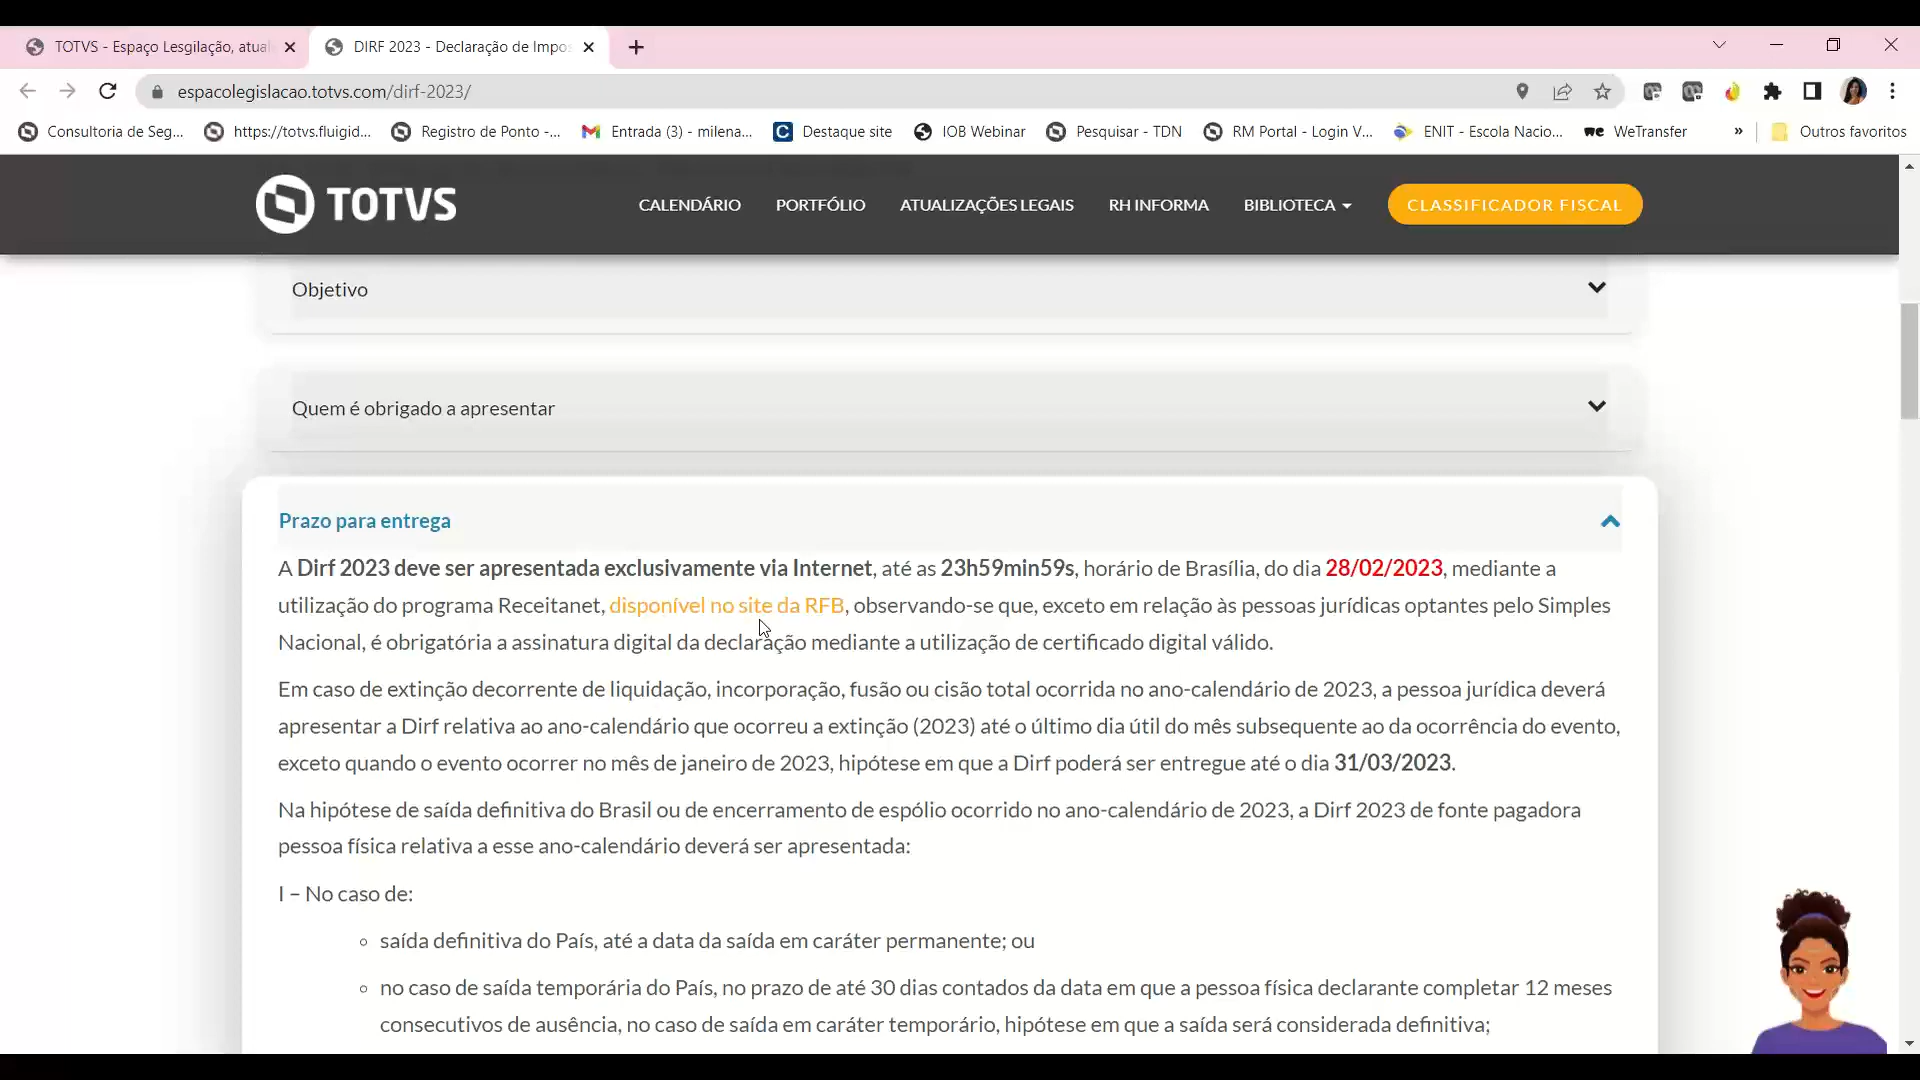 TOTVS - Espaço Lesgilação, atual
DIRF 2023 - Declaração de Impos
espacolegislacao.totvs.com/dirf-2023/
Consultoria de Seg...
https://totvs.fluigid...
Registro de Ponto -...
Entrada (3) - milena...
Destaque site
IOB Webinar
Pesquisar - TDN
RM Portal - Login V...
ENIT - Escola Nacio...
WeTransfer
»
Outros favoritos
TOTVS
CALENDÁRIO
PORTFÓLIO
ATUALIZAÇÕES LEGAIS
RH INFORMA
BIBLIOTECA
CLASSIFICADOR FISCAL
Objetivo
Quem é obrigado a apresentar
Prazo para entrega
A Dirf 2023 deve ser apresentada exclusivamente via Internet, até as 23h59min59s, horário de Brasília, do dia 28/02/2023, mediante a
utilização do programa Receitanet, disponível no site da RFB, observando-se que, exceto em relação às pessoas jurídicas optantes pelo Simples
Nacional, é obrigatória a assinatura digital da declaração mediante a utilização de certificado digital válido.
Em caso de extinção decorrente de liquidação, incorporação, fusão ou cisão total ocorrida no ano-calendário de 2023, a pessoa jurídica deverá
apresentar a Dirf relativa ao ano-calendário que ocorreu a extinção (2023) até o último dia útil do mês subsequente ao da ocorrência do evento,
exceto quando o evento ocorrer no mês de janeiro de 2023, hipótese em que a Dirf poderá ser entregue até o dia 31/03/2023.
Na hipótese de saída definitiva do Brasil ou de encerramento de espólio ocorrido no ano-calendário de 2023, a Dirf 2023 de fonte pagadora
pessoa física relativa a esse ano-calendário deverá ser apresentada:
I – No caso de:
saída definitiva do País, até a data da saída em caráter permanente; ou
no caso de saída temporária do País, no prazo de até 30 dias contados da data em que a pessoa física declarante completar 12 meses
consecutivos de ausência, no caso de saída em caráter temporário, hipótese em que a saída será considerada definitiva;